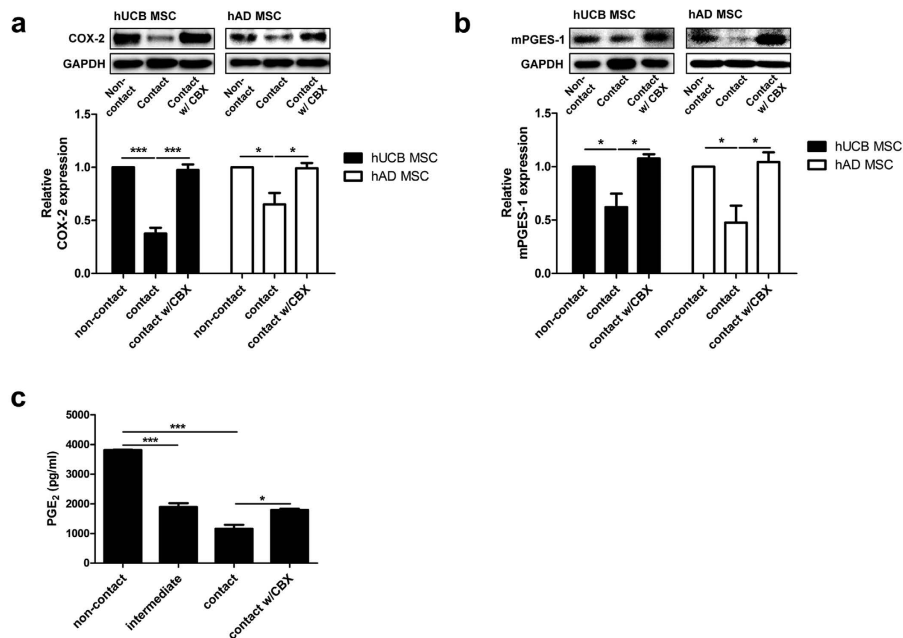 a
hUCB MSC hAD MSC
COX-2
GAPDH
Non-contact Contact Contact w/ CBX Non-contact Contact Contact w/ CBX
Relative COX-2 expression
1.5
1.0
0.5
0.0
*** *** * *
hUCB MSC
hAD MSC
non-contact contact contact w/CBX non-contact contact contact w/CBX
b
hUCB MSC hAD MSC
mPGES-1
GAPDH
Non-contact Contact Contact w/ CBX Non-contact Contact Contact w/ CBX
Relative mPGES-1 expression
1.5
1.0
0.5
0.0
* * * *
hUCB MSC
hAD MSC
non-contact contact contact w/CBX non-contact contact contact w/CBX
c
PGE₂ (pg/ml)
5000
4000
3000
2000
1000
0
***
***
*
non-contact intermediate contact contact w/CBX